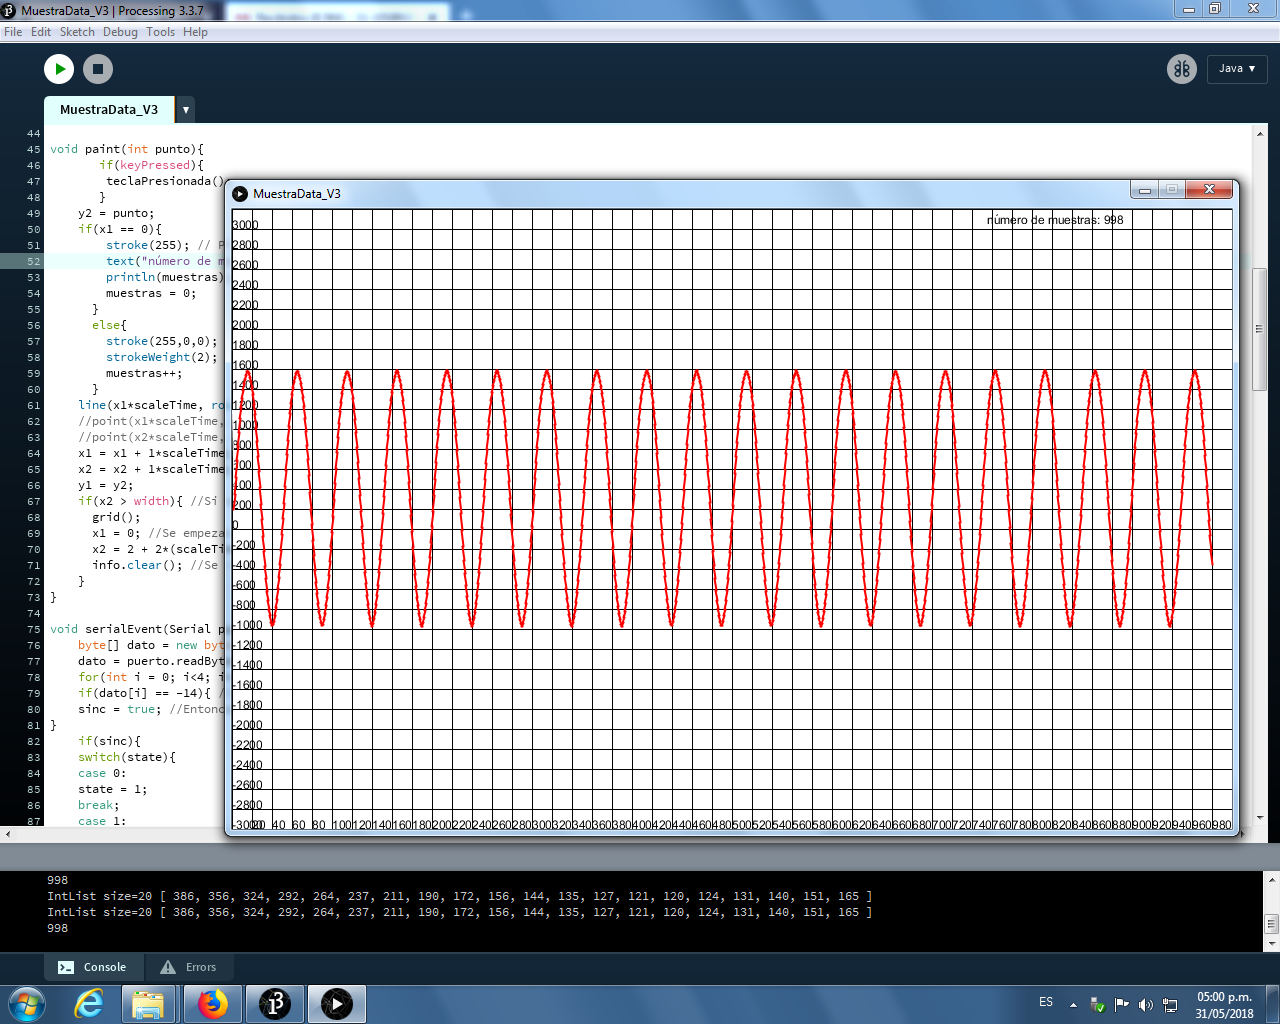 MuestraData_V3 | Processing 3.3.7
File Edit Sketch Debug Tools Help
Java ▾
MuestraData_V3
44
45 void paint(int punto){
46 if(keyPressed){
47 teclaPresionada()
48 }
49 y2 = punto;
50 if(x1 == 0){
51 stroke(255); // P
52 text("número de m
53 println(muestras)
54 muestras = 0;
55 }
56 else{
57 stroke(255,0,0);
58 strokeWeight(2);
59 muestras++;
60 }
61 line(x1*scaleTime, ro
62 //point(x1*scaleTime,
63 //point(x2*scaleTime,
64 x1 = x1 + 1*scaleTime
65 x2 = x2 + 1*scaleTime
66 y1 = y2;
67 if(x2 > width){ //Si
68 grid();
69 x1 = 0; //Se empeza
70 x2 = 2 + 2*(scaleTi
71 info.clear(); //Se
72 }
73 }
74
75 void serialEvent(Serial p
76 byte[] dato = new byt
77 dato = puerto.readByt
78 for(int i = 0; i<4; i
79 if(dato[i] == -14){ /
80 sinc = true; //Entonc
81 }
82 if(sinc){
83 switch(state){
84 case 0:
85 state = 1;
86 break;
87 case 1:
MuestraData_V3
número de muestras: 998
3000
2800
2600
2400
2200
2000
1800
1600
1400
1200
1000
800
600
400
200
0
-200
-400
-600
-800
-1000
-1200
-1400
-1600
-1800
-2000
-2200
-2400
-2600
-2800
-3000 20 40 60 80 100 120 140 160 180 200 220 240 260 280 300 320 340 360 380 400 420 440 460 480 500 520 540 560 580 600 620 640 660 680 700 720 740 760 780 800 820 840 860 880 900 920 940 960 980
998
IntList size=20 [ 386, 356, 324, 292, 264, 237, 211, 190, 172, 156, 144, 135, 127, 121, 120, 124, 131, 140, 151, 165 ]
IntList size=20 [ 386, 356, 324, 292, 264, 237, 211, 190, 172, 156, 144, 135, 127, 121, 120, 124, 131, 140, 151, 165 ]
998
Console Errors
ES
05:00 p.m.
31/05/2018